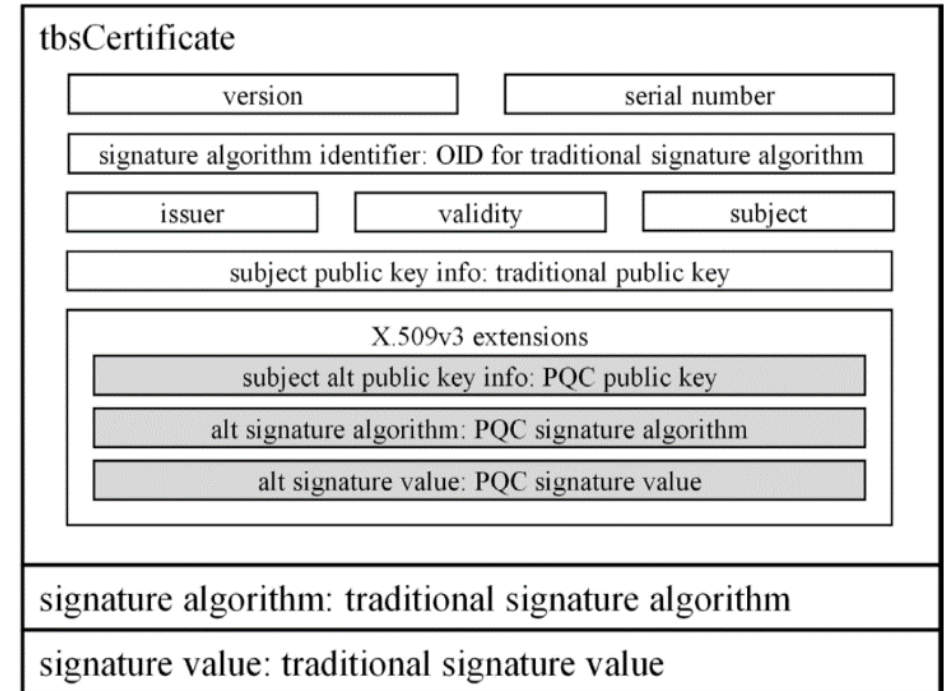 tbsCertificate
version
serial number
signature algorithm identifier: OID for traditional signature algorithm
issuer
validity
subject
subject public key info: traditional public key
X.509v3 extensions
subject alt public key info: PQC public key
alt signature algorithm: PQC signature algorithm
alt signature value: PQC signature value
signature algorithm: traditional signature algorithm
signature value: traditional signature value